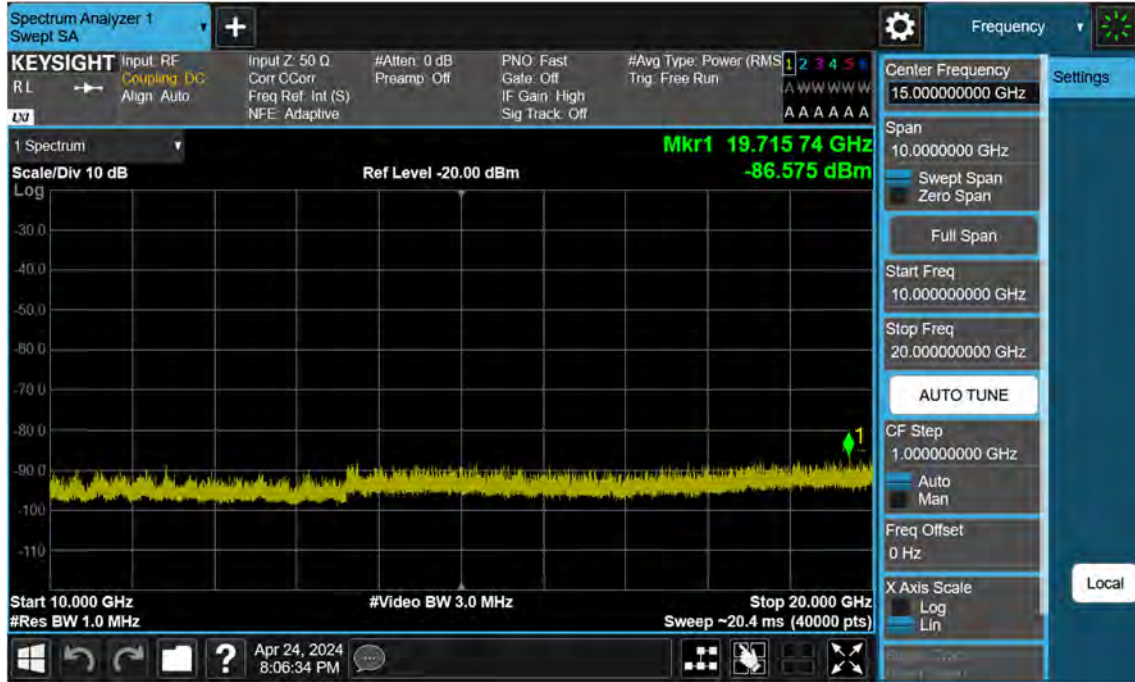 Spectrum Analyzer 1
Swept SA
Frequency
KEYSIGHT
R L
LXI
Input: RF
Coupling: DC
Align: Auto
Input Z: 50 Ω
Corr CCorr
Freq Ref: Int (S)
NFE: Adaptive
#Atten: 0 dB
Preamp: Off
PNO: Fast
Gate: Off
IF Gain: High
Sig Track: Off
#Avg Type: Power (RMS
Trig: Free Run
1 2 3 4 5 6
A W W W W W
A A A A A A
1 Spectrum
Scale/Div 10 dB
Log
Ref Level -20.00 dBm
Mkr1 19.715 74 GHz
-86.575 dBm
-30.0
-40.0
-50.0
-60.0
-70.0
-80.0
-90.0
-100
-110
1
Start 10.000 GHz
#Res BW 1.0 MHz
#Video BW 3.0 MHz
Stop 20.000 GHz
Sweep ~20.4 ms (40000 pts)
Center Frequency
15.000000000 GHz
Span
10.0000000 GHz
Swept Span
Zero Span
Full Span
Start Freq
10.000000000 GHz
Stop Freq
20.000000000 GHz
AUTO TUNE
CF Step
1.000000000 GHz
Auto
Man
Freq Offset
0 Hz
X Axis Scale
Log
Lin
Settings
Local
?
Apr 24, 2024
8:06:34 PM